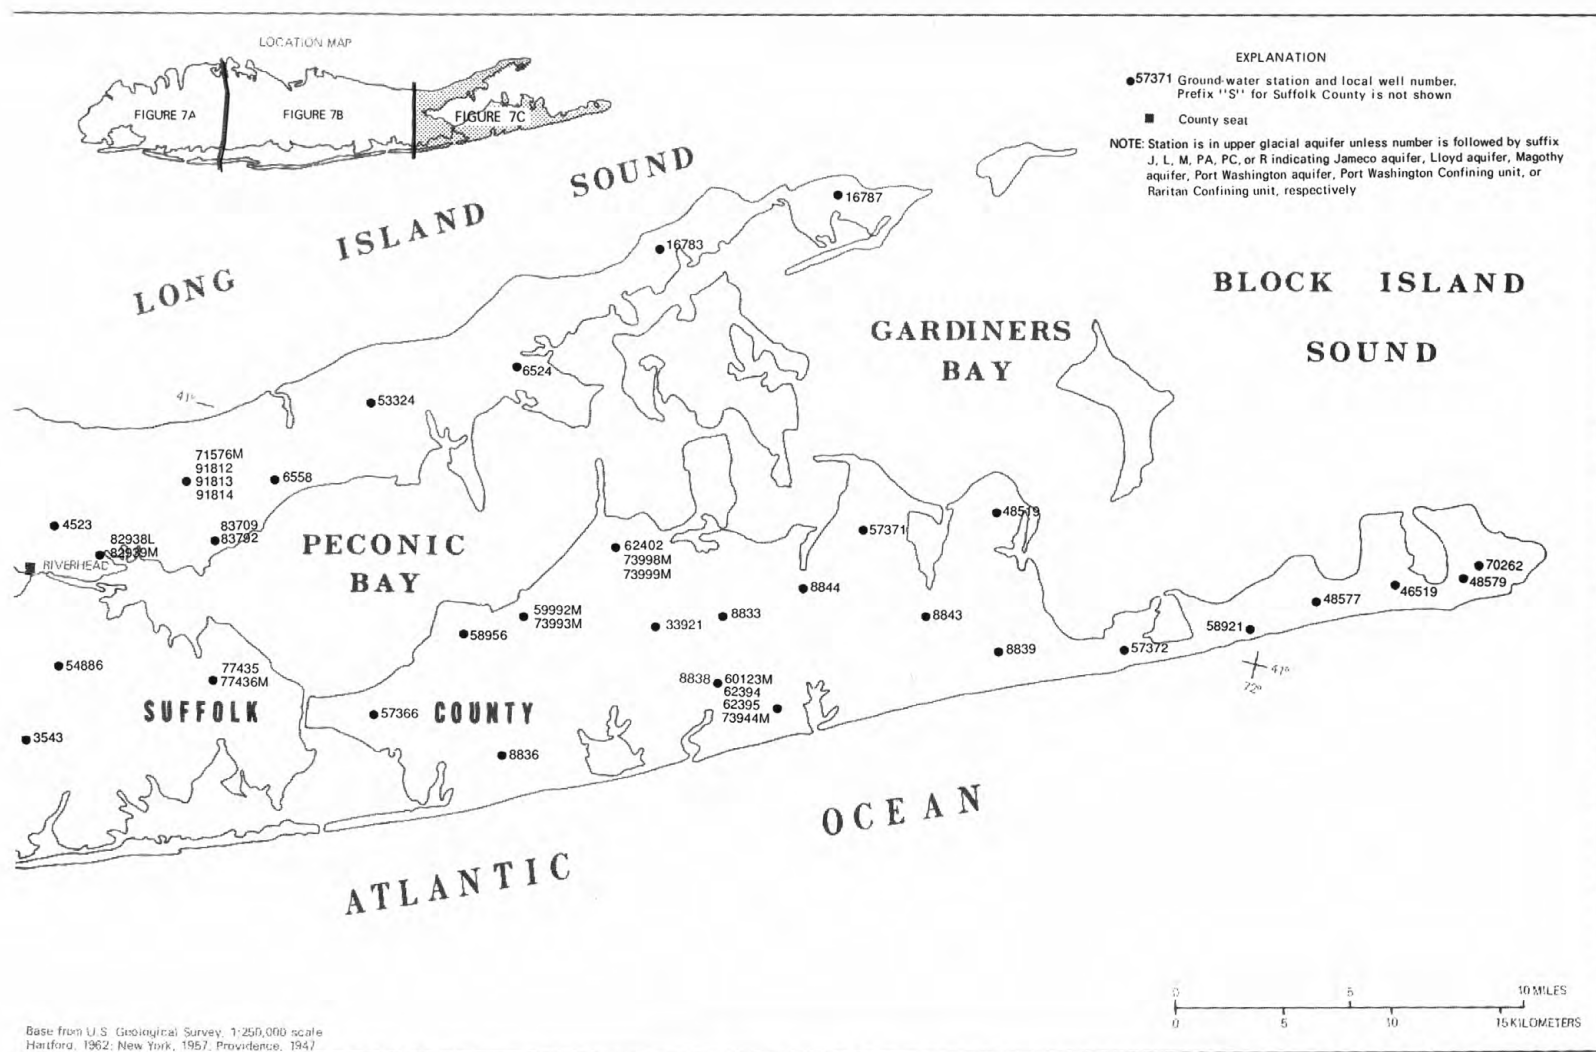 LOCATION MAP
FIGURE 7A
FIGURE 7B
FIGURE 7C
EXPLANATION
57371 Ground-water station and local well number.
Prefix "S" for Suffolk County is not shown
County seat
NOTE: Station is in upper glacial aquifer unless number is followed by suffix
J, L, M, PA, PC, or R indicating Jameco aquifer, Lloyd aquifer, Magothy
aquifer, Port Washington aquifer, Port Washington Confining unit, or
Raritan Confining unit, respectively
LONG ISLAND SOUND
BLOCK ISLAND
SOUND
GARDINERS
BAY
16787
16783
6524
53324
41°
71576M
91812
91813
91814
6558
4523
82938L
82939M
83709
83792
RIVERHEAD
PECONIC
BAY
62402
73998M
73999M
57371
48519
8844
59992M
73993M
58956
33921
8833
8843
8839
57372
58921
48577
46519
48579
70262
41°
72°
54886
77435
77436M
8838
60123M
62394
62395
73944M
SUFFOLK COUNTY
57366
3543
8836
ATLANTIC OCEAN
0 5 10 MILES
0 5 10 15 KILOMETERS
Base from U.S. Geological Survey, 1:250,000 scale
Hartford, 1962; New York, 1957; Providence, 1947